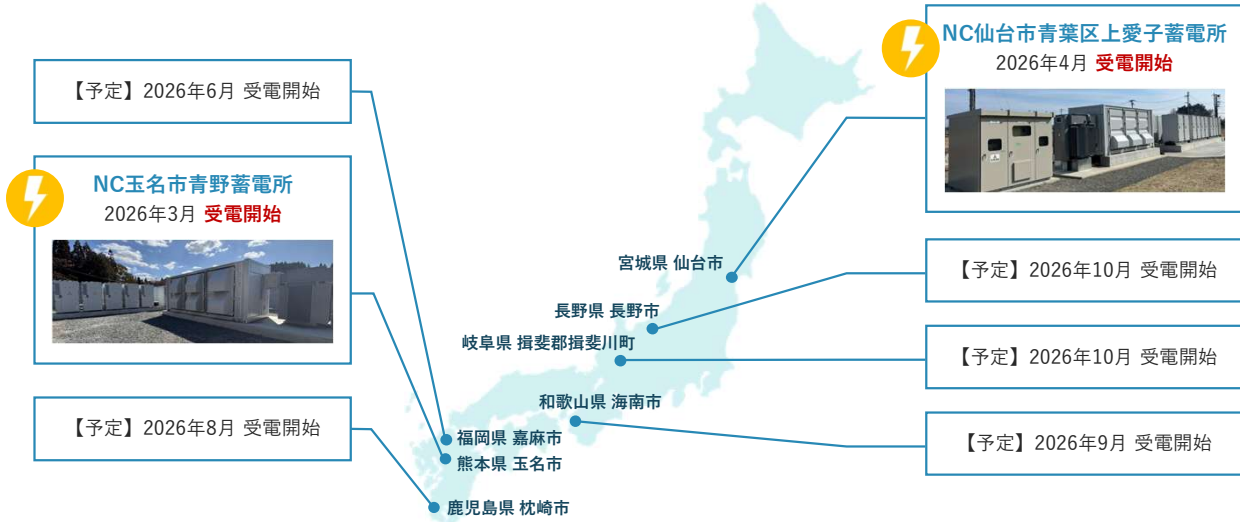 【予定】2026年6月 受電開始
NC玉名市青野蓄電所
2026年3月 受電開始
【予定】2026年8月 受電開始
宮城県 仙台市
長野県 長野市
岐阜県 揖斐郡揖斐川町
和歌山県 海南市
福岡県 嘉麻市
熊本県 玉名市
鹿児島県 枕崎市
NC仙台市青葉区上愛子蓄電所
2026年4月 受電開始
【予定】2026年10月 受電開始
【予定】2026年10月 受電開始
【予定】2026年9月 受電開始